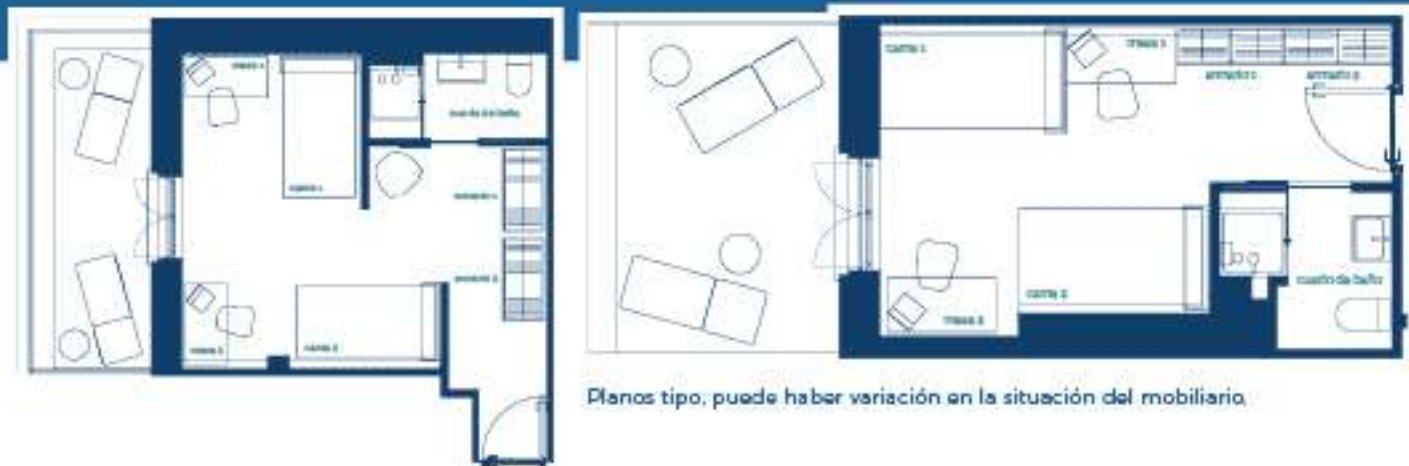 mesa 1
cama 1
cuarto de baño
armario 1
armario 2
mesa 2
cama 2
cama 1
mesa 1
armario 1
armario 2
cama 2
mesa 2
cuarto de baño
Planos tipo, puede haber variación en la situación del mobiliario.